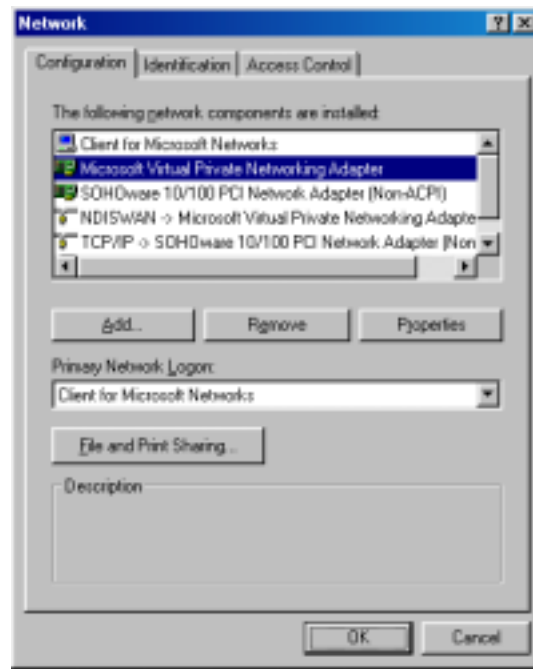 Network
Configuration Identification Access Control
The following network components are installed:
Client for Microsoft Networks
Microsoft Virtual Private Networking Adapter
SOHOware 10/100 PCI Network Adapter (Non-ACPI)
NDISWAN -> Microsoft Virtual Private Networking Adapte
TCP/IP -> SOHOware 10/100 PCI Network Adapter (Non
Add... Remove Properties
Primary Network Logon:
Client for Microsoft Networks
File and Print Sharing...
Description
OK Cancel